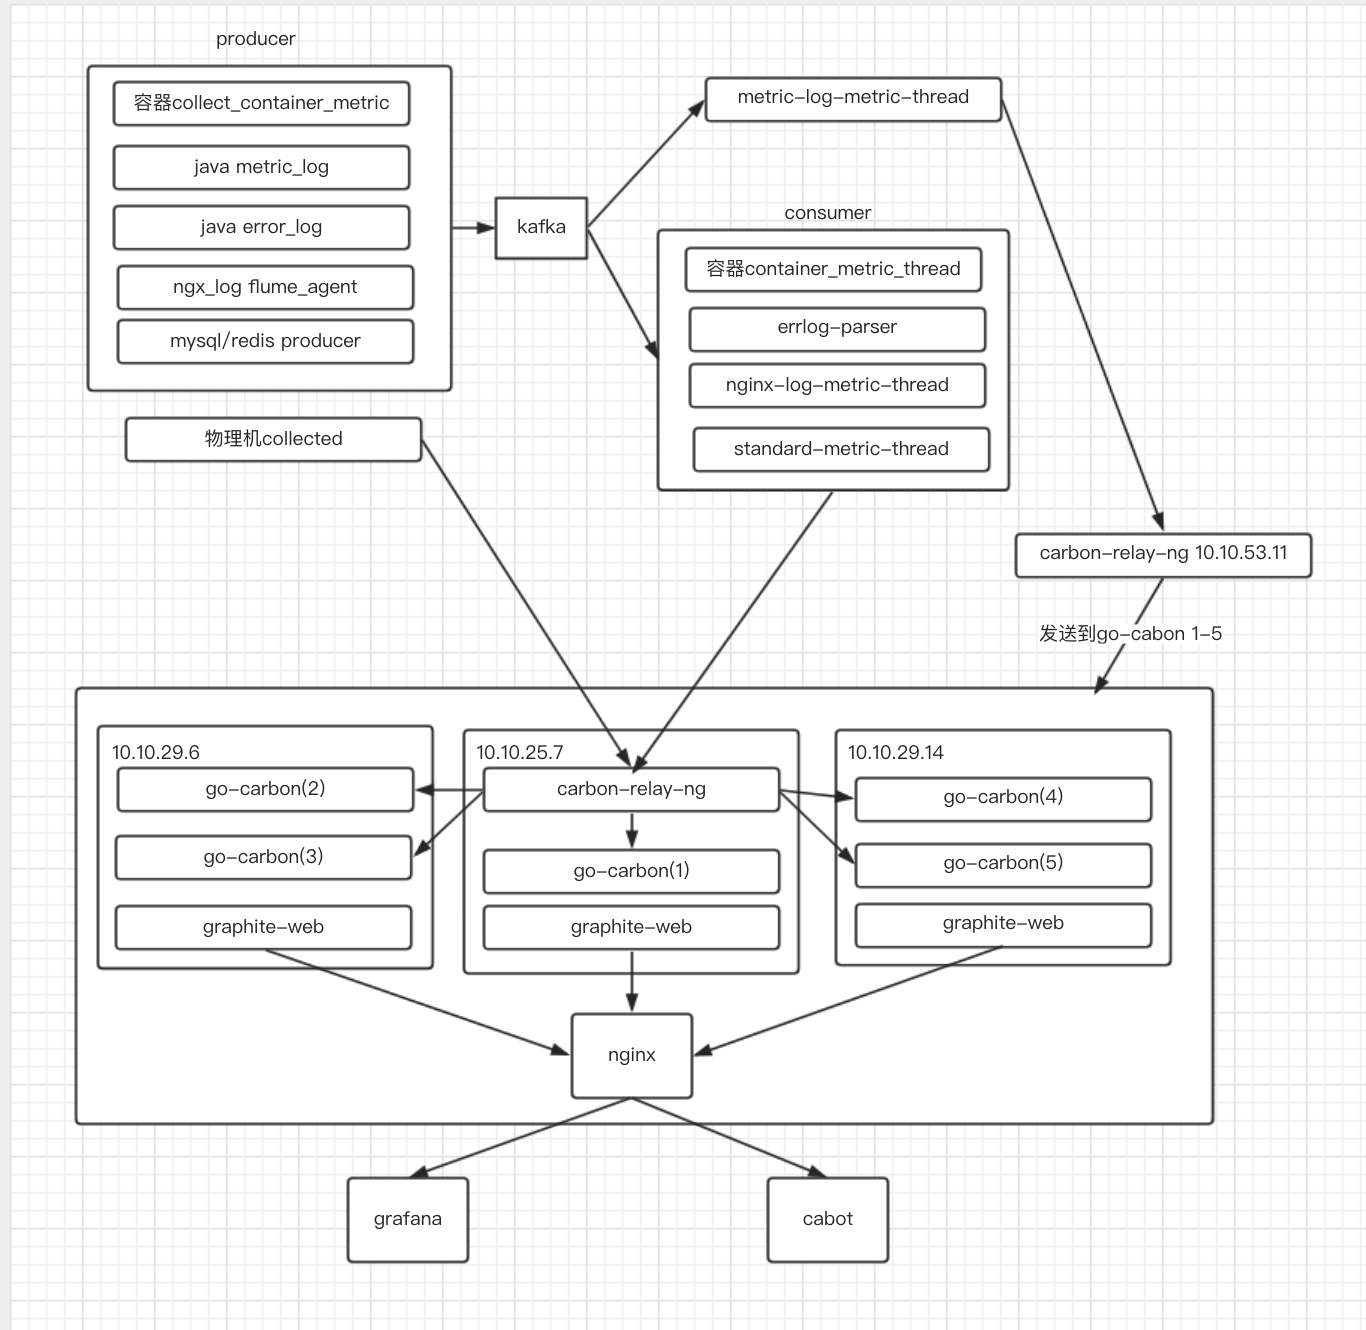 producer
容器collect_container_metric
java metric_log
java error_log
ngx_log flume_agent
mysql/redis producer
物理机collected
kafka
metric-log-metric-thread
consumer
容器container_metric_thread
errlog-parser
nginx-log-metric-thread
standard-metric-thread
carbon-relay-ng 10.10.53.11
发送到go-cabon 1-5
10.10.29.6
go-carbon(2)
go-carbon(3)
graphite-web
10.10.25.7
carbon-relay-ng
go-carbon(1)
graphite-web
10.10.29.14
go-carbon(4)
go-carbon(5)
graphite-web
nginx
grafana
cabot